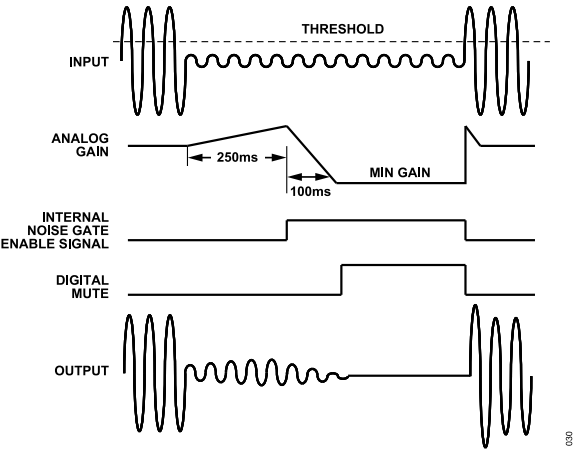 THRESHOLD
INPUT
ANALOG
GAIN
250ms
100ms
MIN GAIN
INTERNAL
NOISE GATE
ENABLE SIGNAL
DIGITAL
MUTE
OUTPUT
030